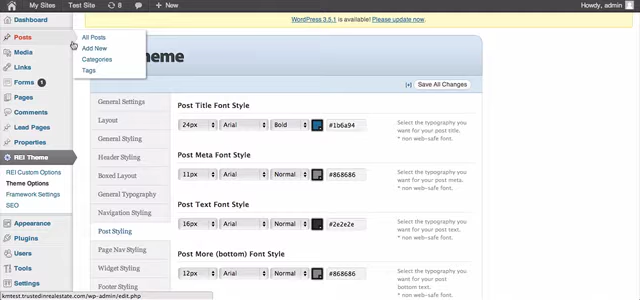 My Sites Test Site 8 + New Howdy, admin
WordPress 3.5.1 is available! Please update now.
Dashboard
Posts
All Posts
Add New
Categories
Tags
Media
Links
Forms 1
Pages
Comments
Lead Pages
Properties
REI Theme
REI Custom Options
Theme Options
Framework Settings
SEO
Appearance
Plugins
Users
Tools
Settings
heme
[+] Save All Changes
General Settings
Layout
General Styling
Header Styling
Boxed Layout
General Typography
Navigation Styling
Post Styling
Page Nav Styling
Widget Styling
Footer Styling
Post Title Font Style
24px Arial Bold #1b6a94
Select the typography you
want for your post title.
* non web-safe font.
Post Meta Font Style
11px Arial Normal #868686
Select the typography you
want for your post meta.
* non web-safe font.
Post Text Font Style
16px Arial Normal #2e2e2e
Select the typography you
want for your post text.
* non web-safe font.
Post More (bottom) Font Style
12px Arial Normal #868686
Select the typography you
want for your post
bottom text.
* non web-safe font.
krmtest.trustedinrealestate.com/wp-admin/edit.php